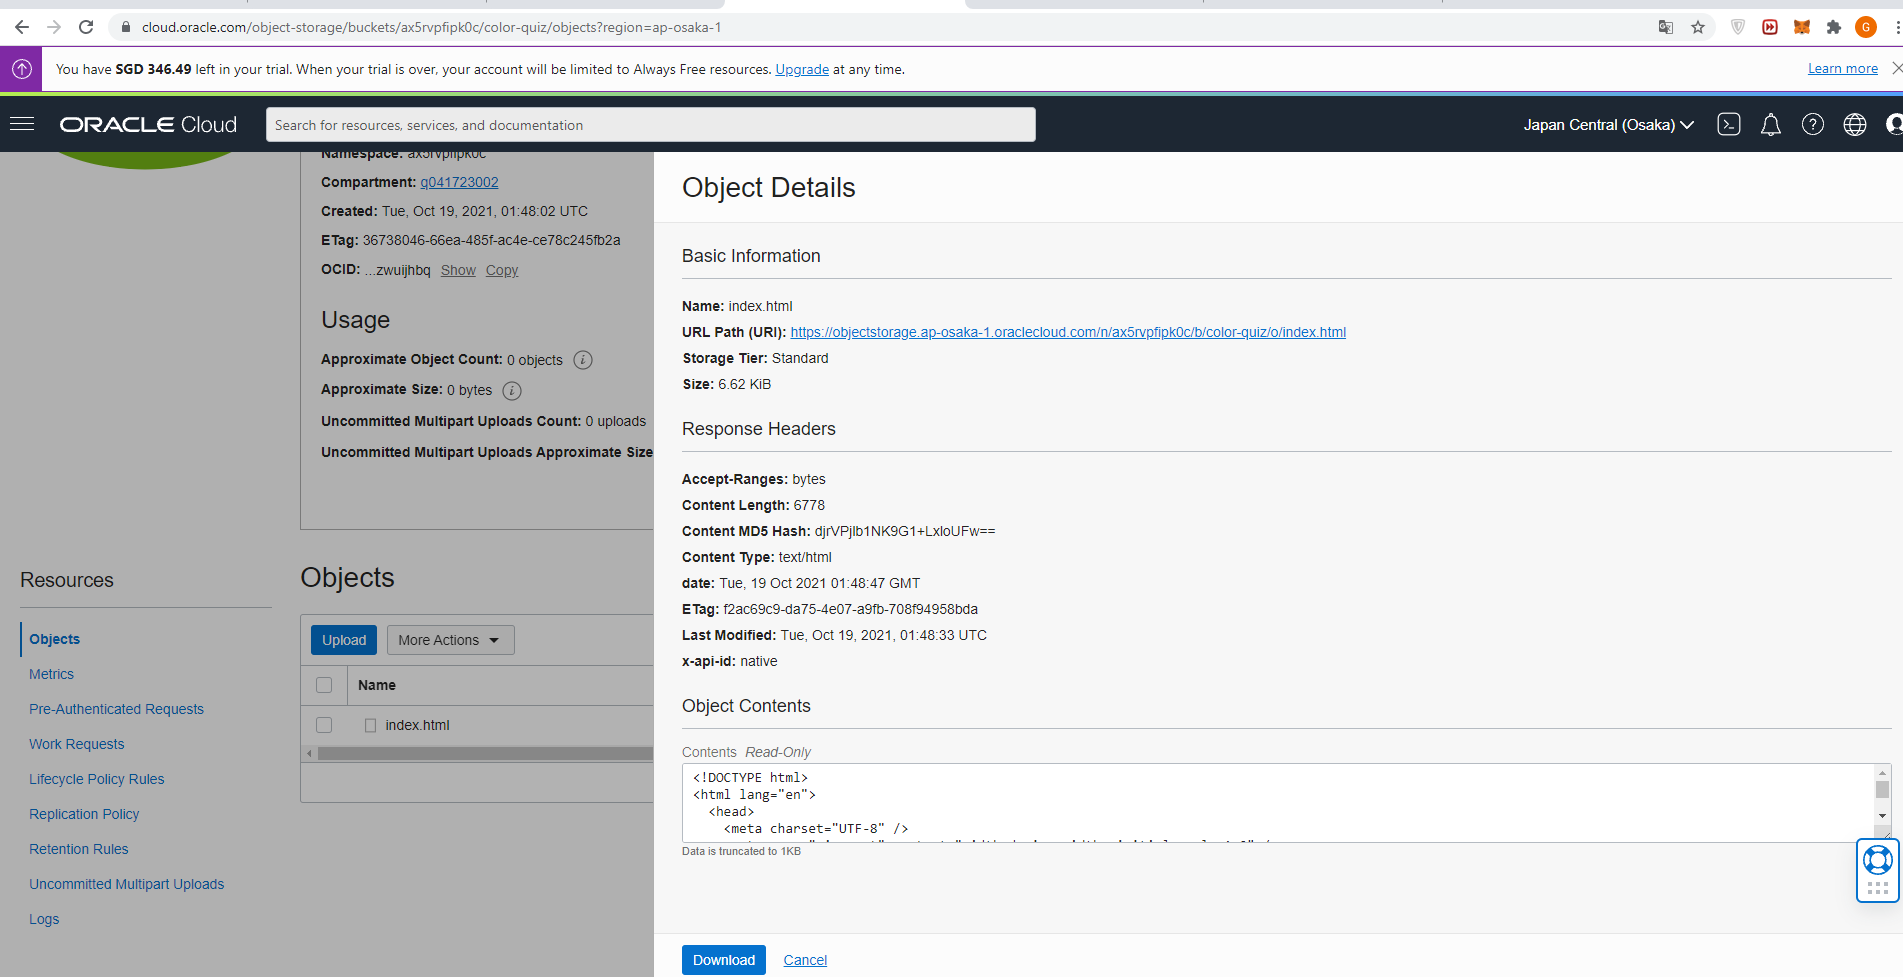 cloud.oracle.com/object-storage/buckets/ax5rvpfipk0c/color-quiz/objects?region=ap-osaka-1
G
You have SGD 346.49 left in your trial. When your trial is over, your account will be limited to Always Free resources. Upgrade at any time.
Learn more
ORACLE Cloud
Search for resources, services, and documentation
Japan Central (Osaka)
Namespace: ax5rvpfipk0c
Compartment: q041723002
Created: Tue, Oct 19, 2021, 01:48:02 UTC
ETag: 36738046-66ea-485f-ac4e-ce78c245fb2a
OCID: ...zwuijhbq Show Copy
Usage
Approximate Object Count: 0 objects
Approximate Size: 0 bytes
Uncommitted Multipart Uploads Count: 0 uploads
Uncommitted Multipart Uploads Approximate Size
Resources
Objects
Metrics
Pre-Authenticated Requests
Work Requests
Lifecycle Policy Rules
Replication Policy
Retention Rules
Uncommitted Multipart Uploads
Logs
Objects
Upload
More Actions
Name
index.html
Object Details
Basic Information
Name: index.html
URL Path (URI): https://objectstorage.ap-osaka-1.oraclecloud.com/n/ax5rvpfipk0c/b/color-quiz/o/index.html
Storage Tier: Standard
Size: 6.62 KiB
Response Headers
Accept-Ranges: bytes
Content Length: 6778
Content MD5 Hash: djrVPjlb1NK9G1+LxloUFw==
Content Type: text/html
date: Tue, 19 Oct 2021 01:48:47 GMT
ETag: f2ac69c9-da75-4e07-a9fb-708f94958bda
Last Modified: Tue, Oct 19, 2021, 01:48:33 UTC
x-api-id: native
Object Contents
Contents Read-Only
<!DOCTYPE html>
<html lang="en">
<head>
<meta charset="UTF-8" />
Data is truncated to 1KB
Download
Cancel